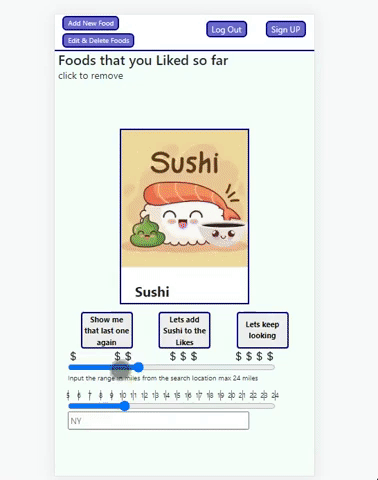 Add New Food
Log Out
Sign UP
Edit & Delete Foods
Foods that you Liked so far
click to remove
Sushi
Sushi
Show me that last one again
Lets add Sushi to the Likes
Lets keep looking
$ $ $ $ $ $ $ $ $ $
Input the range in miles from the search location max 24 miles
5 6 7 8 9 10 11 12 13 14 15 16 17 18 19 20 21 22 23 24
NY